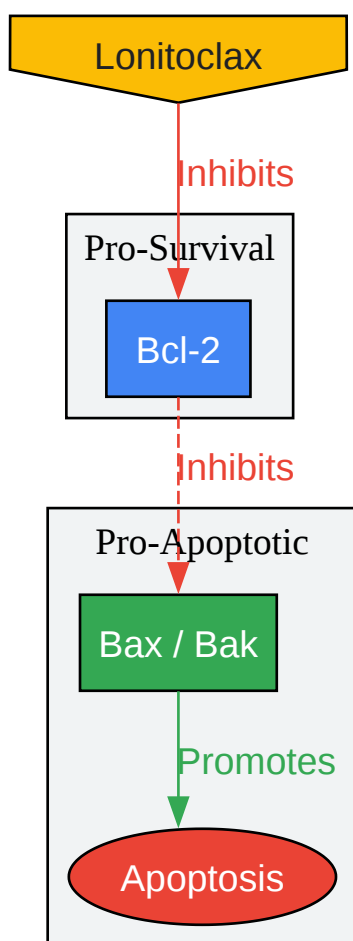 Lonitoclax
Inhibits
Pro-Survival
Bcl-2
Inhibits
Pro-Apoptotic
Bax / Bak
Promotes
Apoptosis